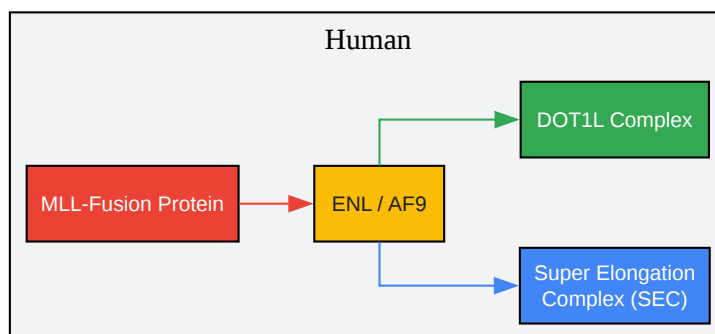 Human
DOT1L Complex
MLL-Fusion Protein
ENL / AF9
Super Elongation
Complex (SEC)